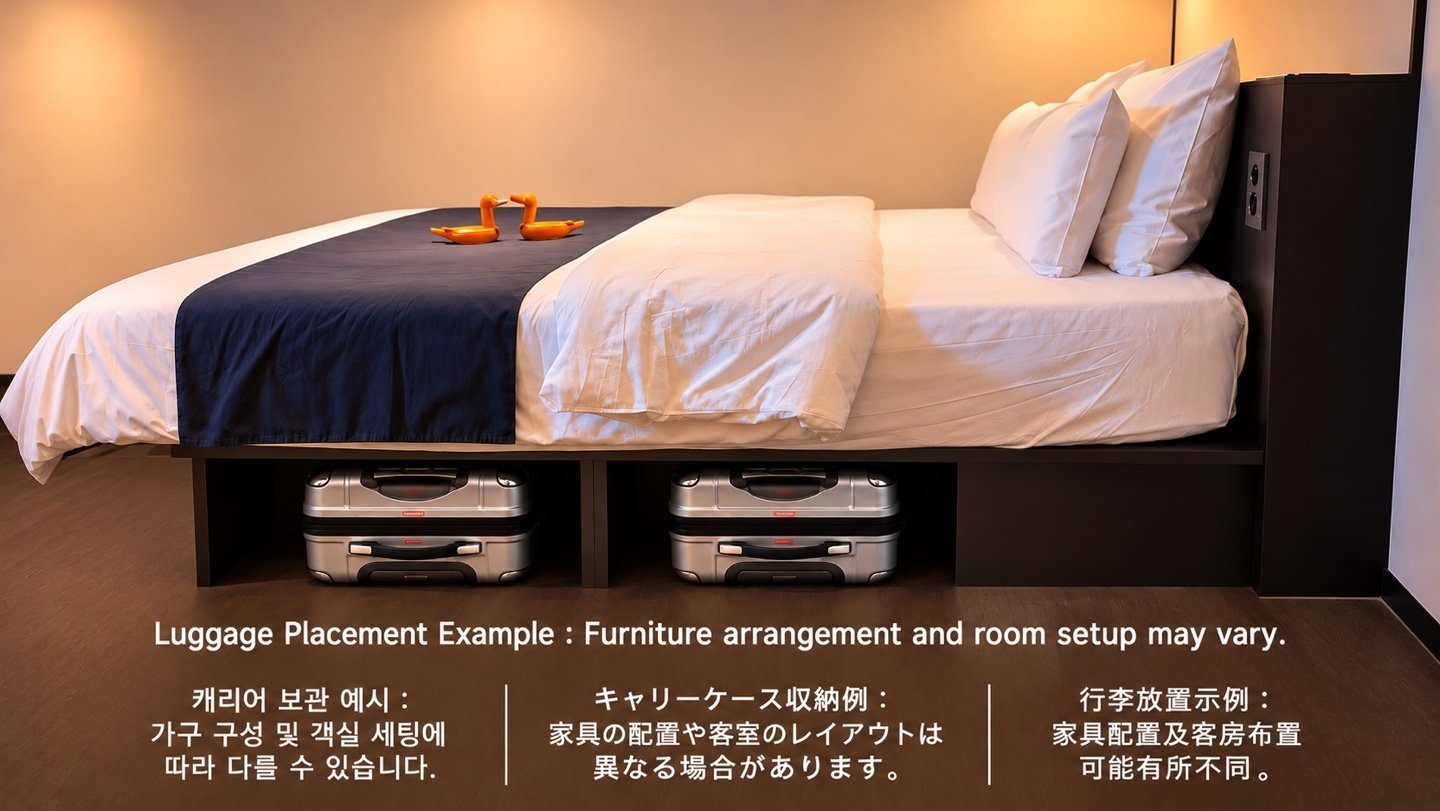 Luggage Placement Example : Furniture arrangement and room setup may vary.
캐리어 보관 예시 :
가구 구성 및 객실 세팅에
따라 다를 수 있습니다.
キャリーケース収納例：
家具の配置や客室のレイアウトは
異なる場合があります。
行李放置示例：
家具配置及客房布置
可能有所不同。